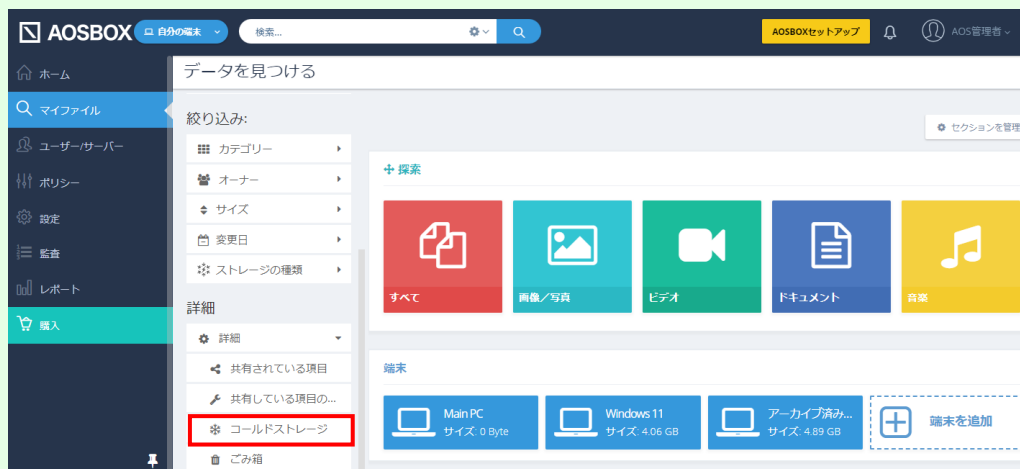 AOSBOX
自分の端末
検索...
AOSBOXセットアップ
AOS管理者
ホーム
マイファイル
ユーザー/サーバー
ポリシー
設定
監査
レポート
購入
データを見つける
絞り込み:
カテゴリー
オーナー
サイズ
変更日
ストレージの種類
詳細
詳細
共有されている項目
共有している項目の...
コールドストレージ
ごみ箱
セクションを管理
探索
すべて
画像／写真
ビデオ
ドキュメント
音楽
端末
Main PC
サイズ: 0 Byte
Windows 11
サイズ: 4.06 GB
アーカイブ済み...
サイズ: 4.89 GB
端末を追加